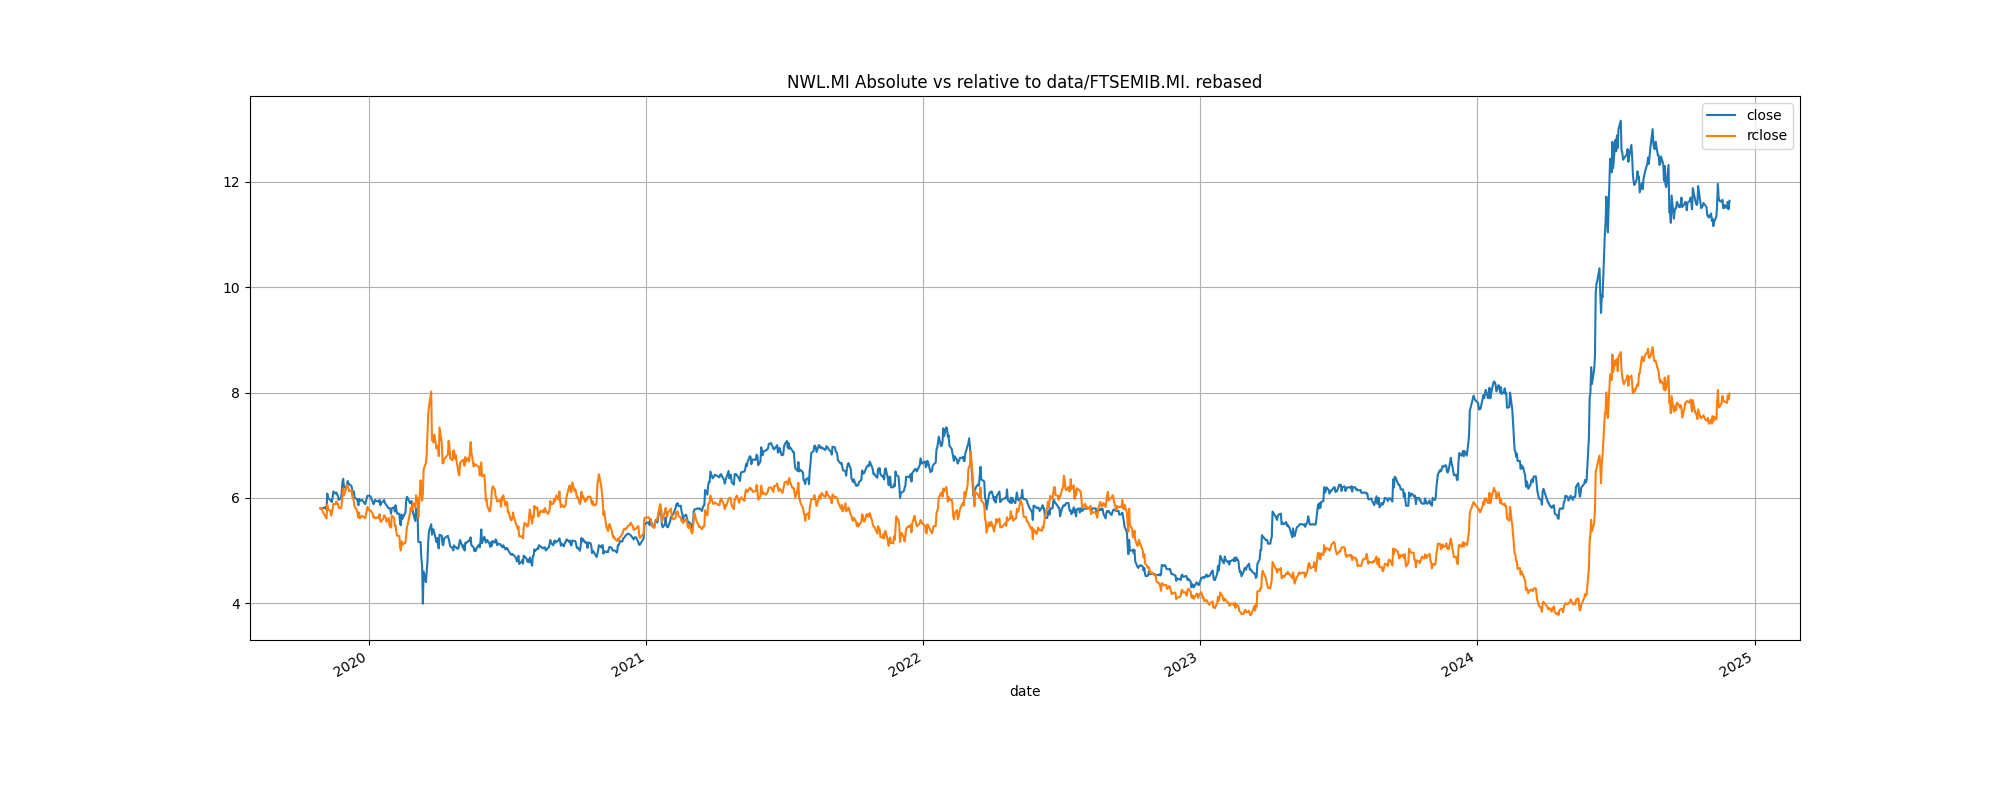 NWL.MI Absolute vs relative to data/FTSEMIB.MI. rebased
close
rclose
12
10
8
6
4
2020
2021
2022
2023
2024
2025
date